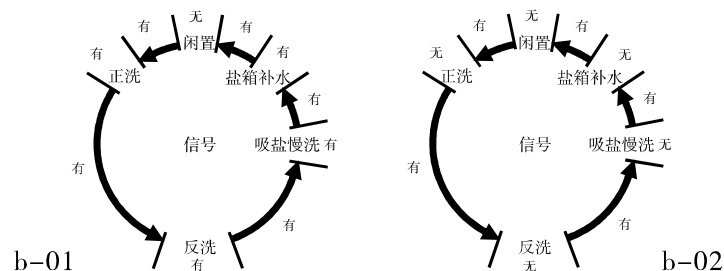 无
有 有
闲置
有 有
正洗 盐箱补水
有
信号 吸盐慢洗 有
有
有
反洗
有
b-01
无
有 有
闲置
无 无
正洗 盐箱补水
有
信号 吸盐慢洗 无
有
有
反洗
无
b-02